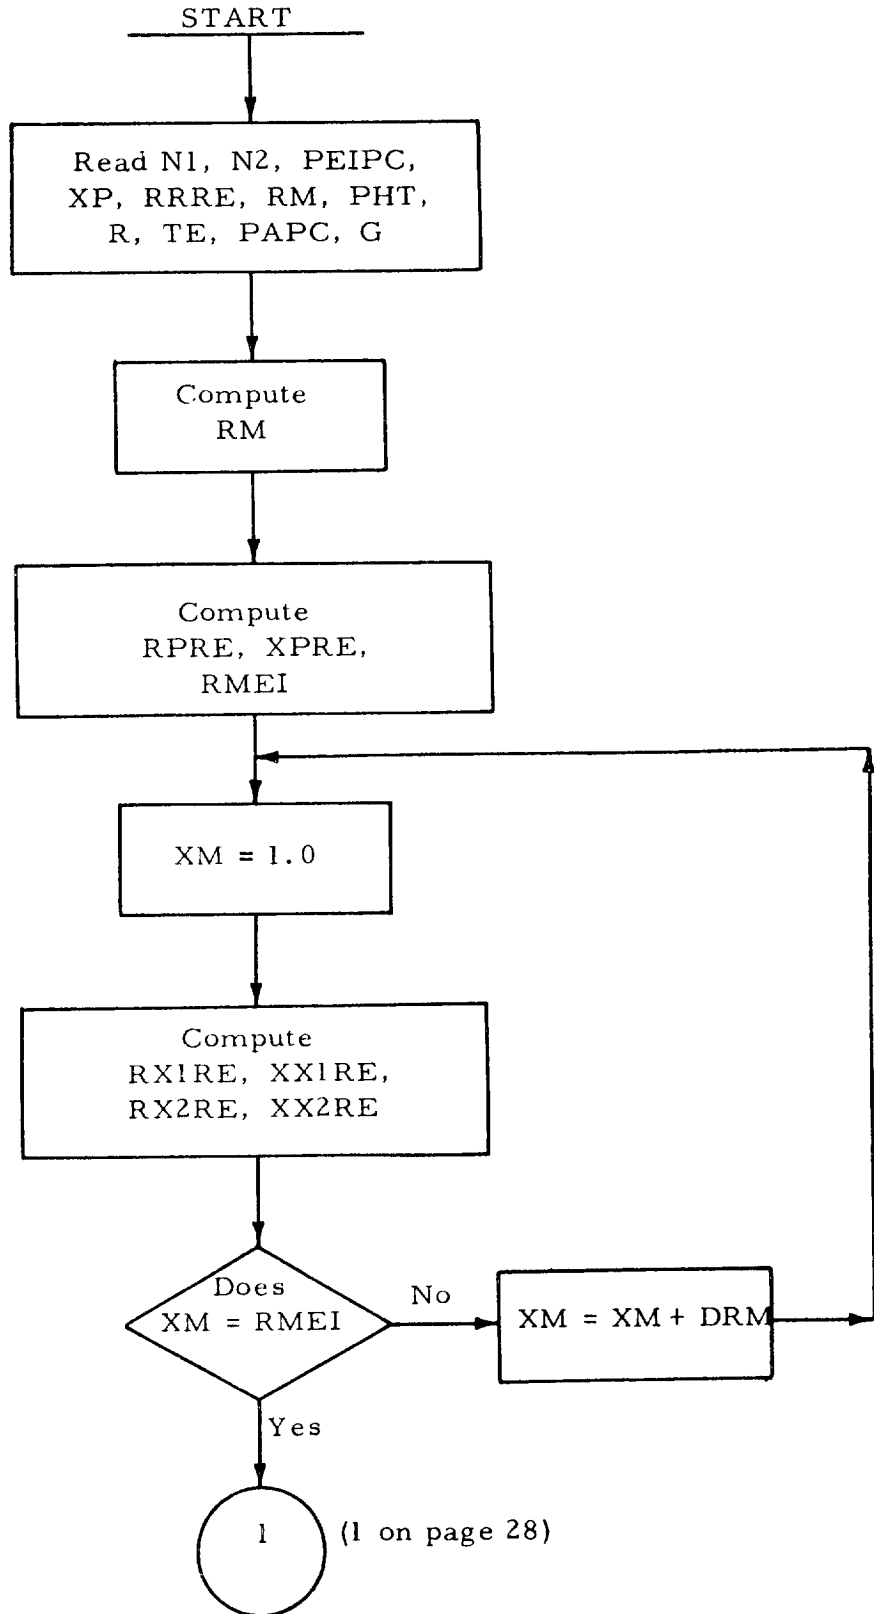 START
Read N1, N2, PEIPC,
XP, RRRE, RM, PHT,
R, TE, PAPC, G
Compute
RM
Compute
RPRE, XPRE,
RMEI
XM = 1.0
Compute
RX1RE, XX1RE,
RX2RE, XX2RE
Does
XM = RMEI
No
XM = XM + DRM
Yes
1
(1 on page 28)